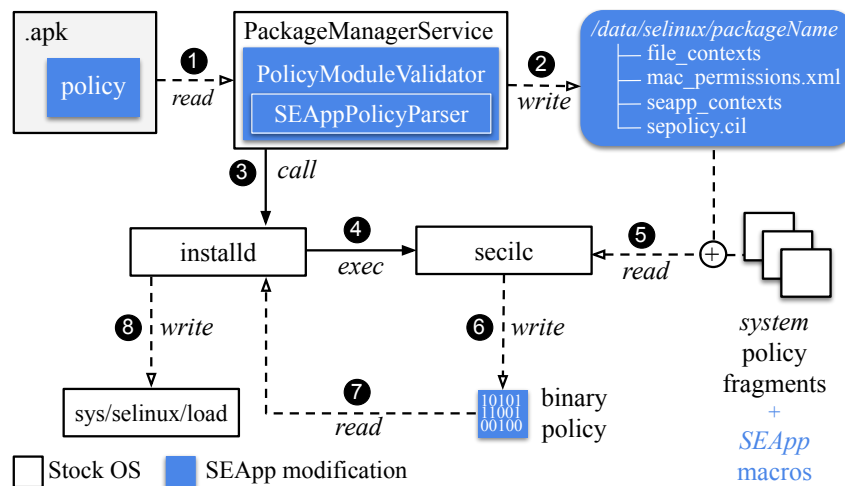 .apk
policy
1
read
PackageManagerService
PolicyModuleValidator
SEAppPolicyParser
2
write
/data/selinux/packageName
file_contexts
mac_permissions.xml
seapp_contexts
sepolicy.cil
3
call
installd
4
exec
secilc
5
read
+
system
policy
fragments
+
SEApp
macros
6
write
10101
11001
00100
binary
policy
7
read
8
write
sys/selinux/load
Stock OS
SEApp modification